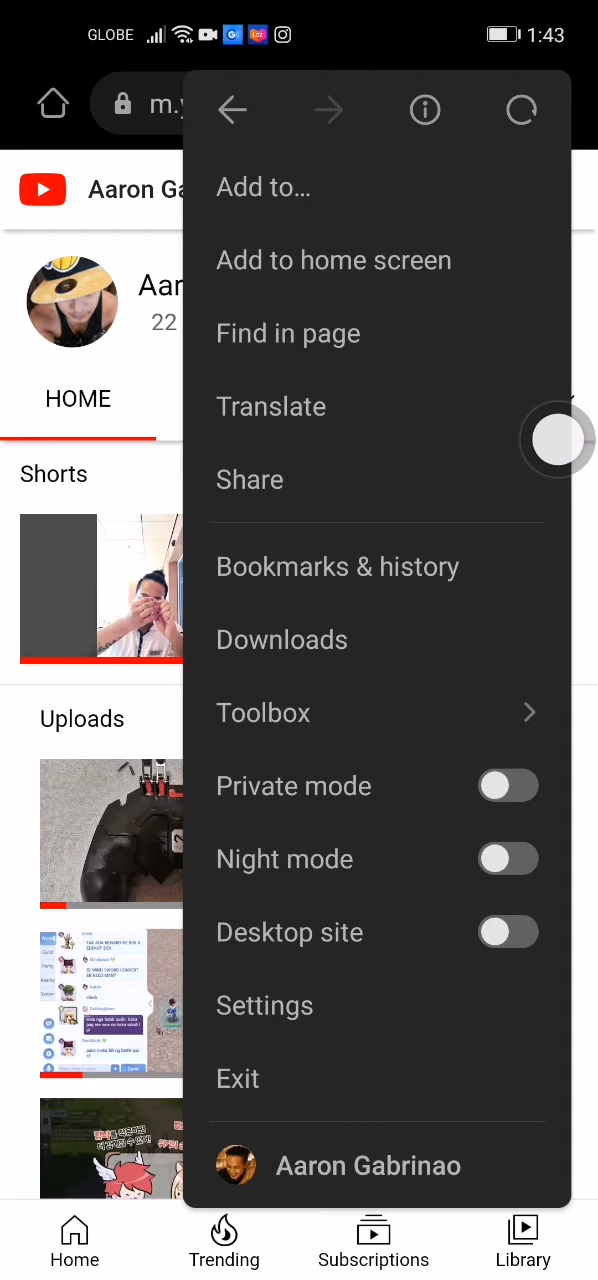 GLOBE
1:43
m.y
Aaron Ga
Aar
22
HOME
Shorts
Uploads
Add to...
Add to home screen
Find in page
Translate
Share
Bookmarks & history
Downloads
Toolbox
Private mode
Night mode
Desktop site
Settings
Exit
Aaron Gabrinao
Home
Trending
Subscriptions
Library